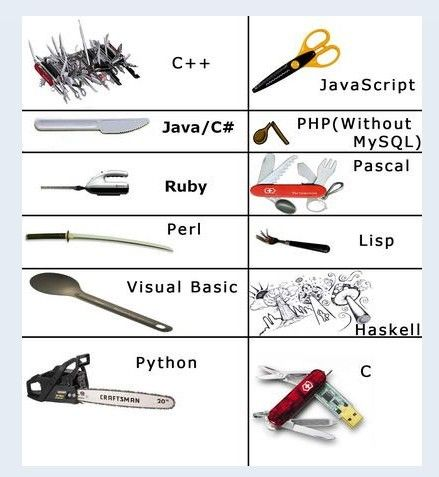 C++
JavaScript
Java/C#
PHP(Without
MySQL)
Ruby
Pascal
Perl
Lisp
Visual Basic
Haskell
Python
CRAFTSMAN 20"
C